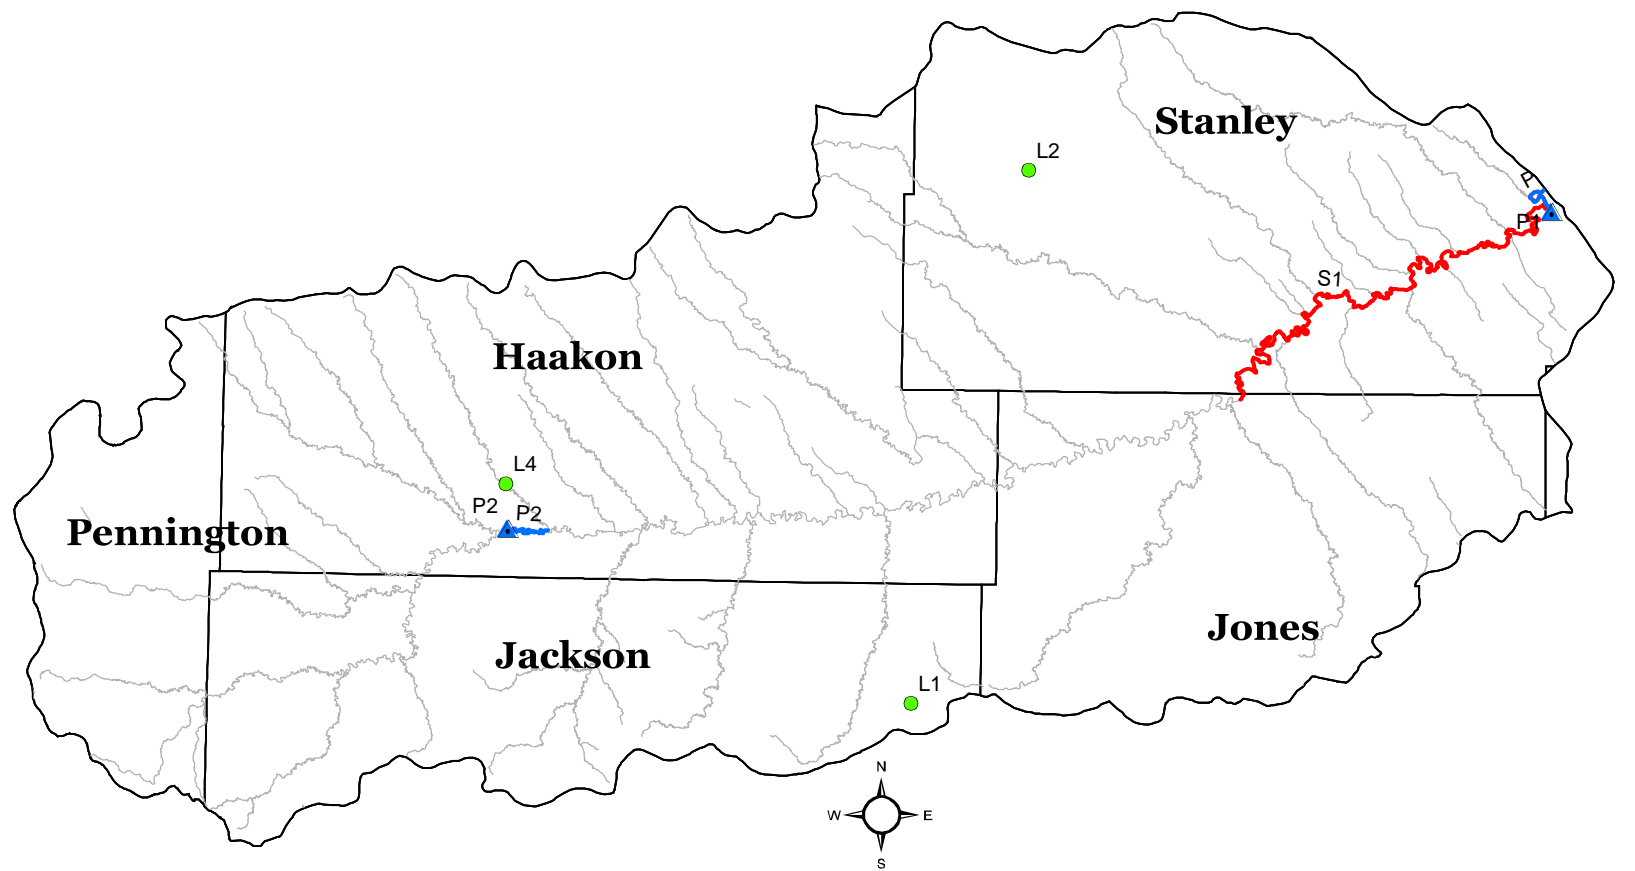 Stanley
L2
P
P1
S1
Haakon
L4
P2
P2
Pennington
Jones
Jackson
L1
N
W
E
S